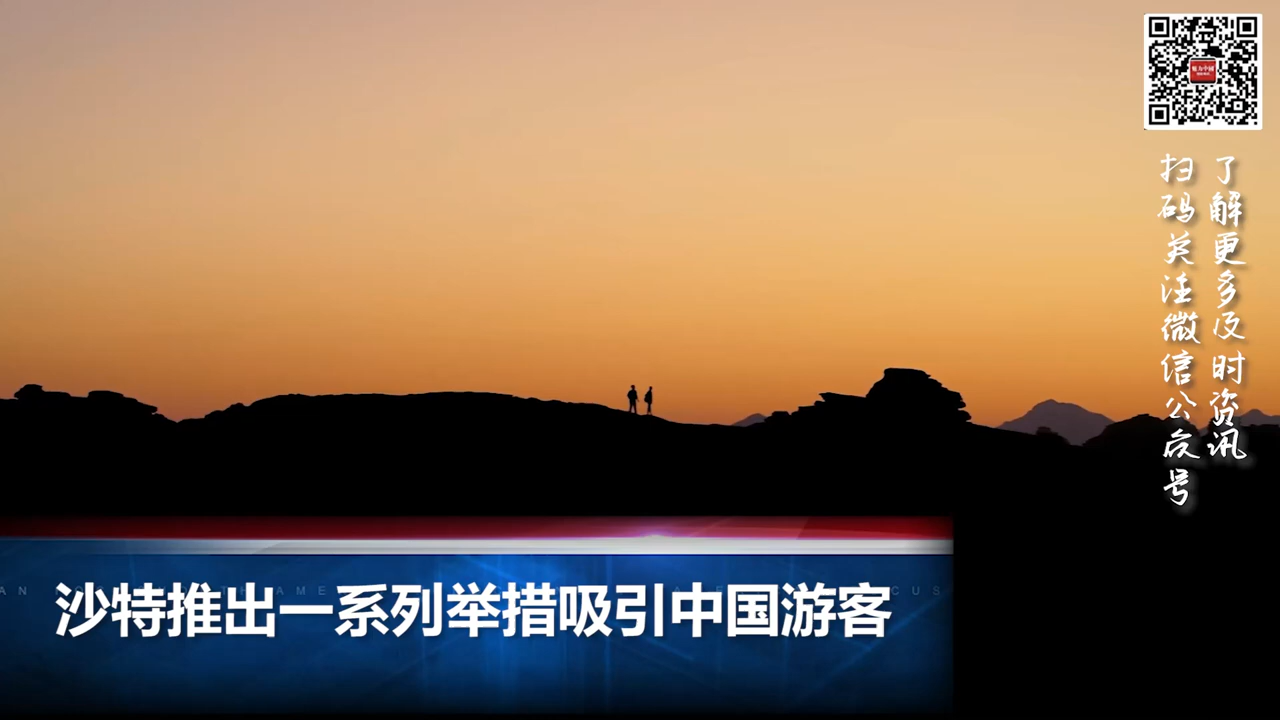 了解更多及时资讯
扫码关注微信公众号
沙特推出一系列举措吸引中国游客